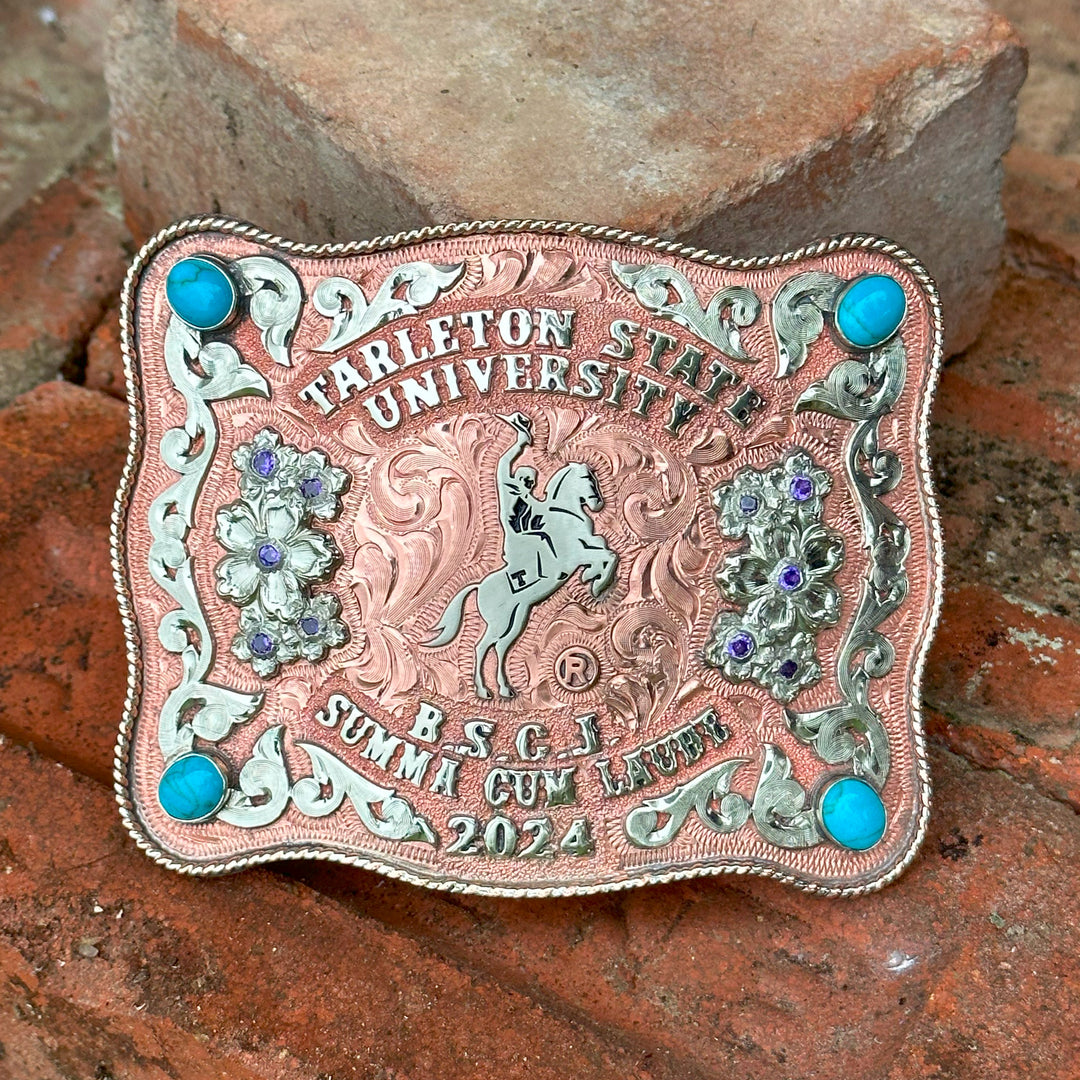 TARLETON STATE
UNIVERSITY
T
R
B.S.C.J.
SUMMA CUM LAUDE
2024